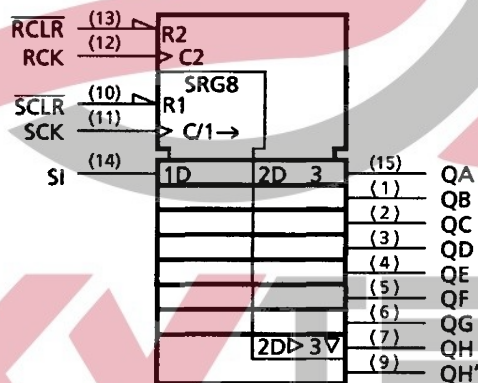 RCLR (13) R2
RCK (12) C2
SRG8
SCLR (10) R1
SCK (11) C/1→
SI (14) 1D 2D 3 (15) QA
(1) QB
(2) QC
(3) QD
(4) QE
(5) QF
(6) QG
2D▷ 3▽ (7) QH
(9) QH'